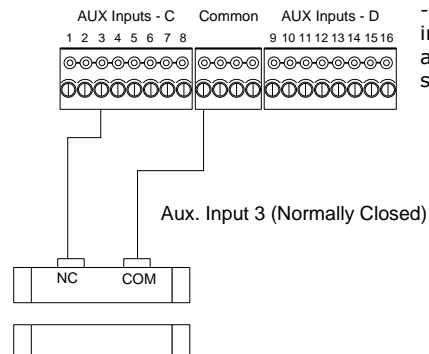 AUX Inputs - C Common AUX Inputs - D
1 2 3 4 5 6 7 8 9 10 11 12 13 14 15 16
Aux. Input 3 (Normally Closed)
NC COM